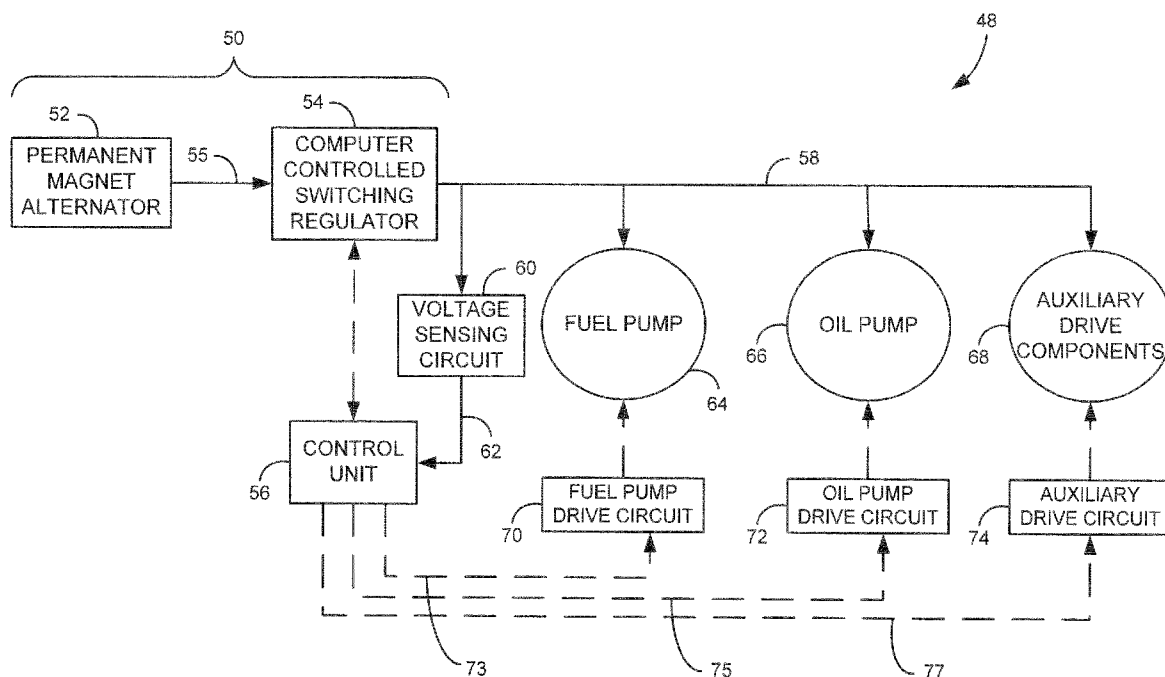 50
48
52
54
PERMANENT
MAGNET
ALTERNATOR
55
COMPUTER
CONTROLLED
SWITCHING
REGULATOR
58
60
VOLTAGE
SENSING
CIRCUIT
FUEL PUMP
64
OIL PUMP
66
AUXILIARY
DRIVE
COMPONENTS
68
62
CONTROL
UNIT
56
FUEL PUMP
DRIVE CIRCUIT
70
OIL PUMP
DRIVE CIRCUIT
72
AUXILIARY
DRIVE CIRCUIT
74
73
75
77